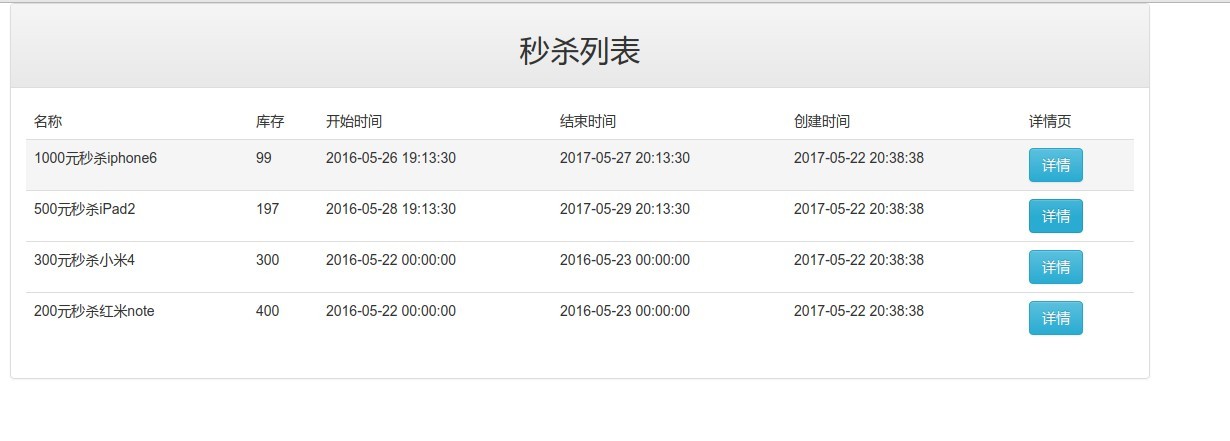 秒杀列表
名称 库存 开始时间 结束时间 创建时间 详情页
1000元秒杀iphone6 99 2016-05-26 19:13:30 2017-05-27 20:13:30 2017-05-22 20:38:38 详情
500元秒杀iPad2 197 2016-05-28 19:13:30 2017-05-29 20:13:30 2017-05-22 20:38:38 详情
300元秒杀小米4 300 2016-05-22 00:00:00 2016-05-23 00:00:00 2017-05-22 20:38:38 详情
200元秒杀红米note 400 2016-05-22 00:00:00 2016-05-23 00:00:00 2017-05-22 20:38:38 详情